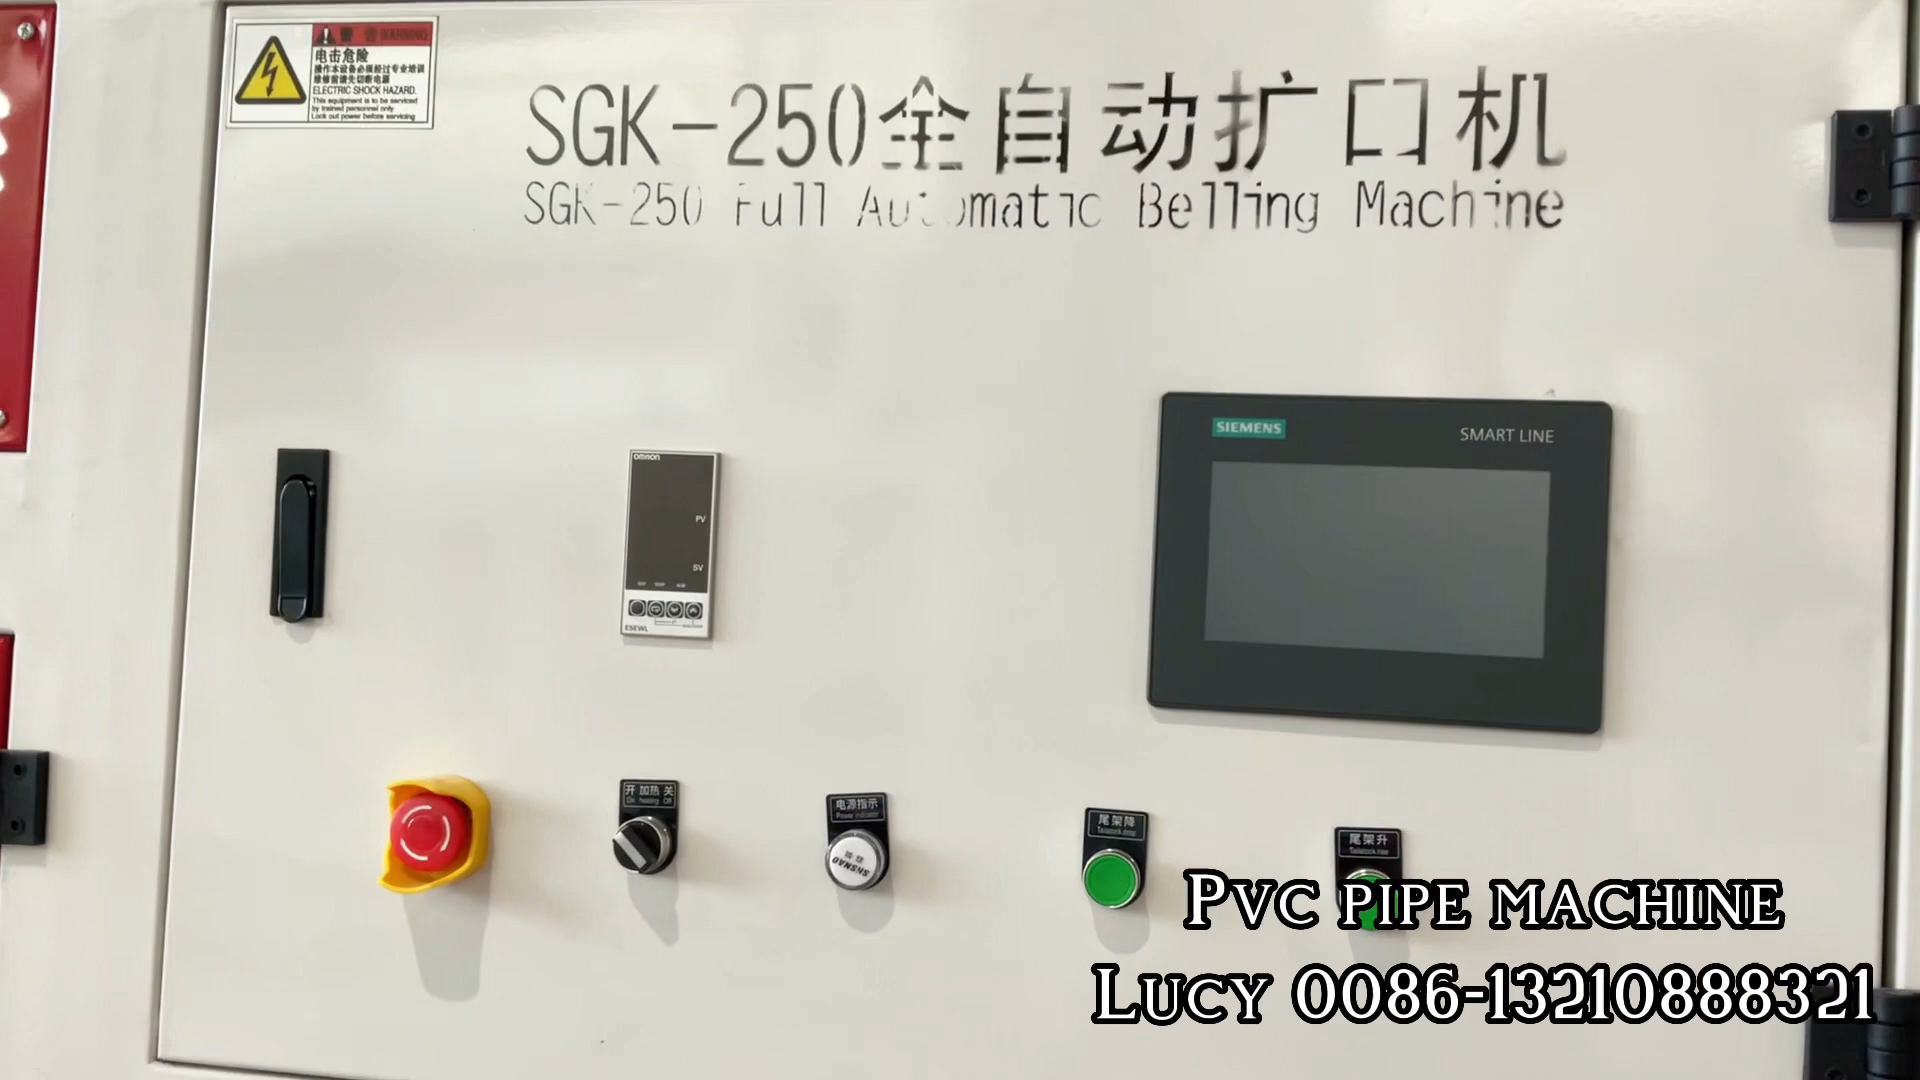 警 告 WARNING
电击危险
操作本设备必须经过专业培训
维修前请先切断电源
ELECTRIC SHOCK HAZARD.
This equipment is to be serviced
by trained personnel only
Lock out power before servicing
SGK-250全自动扩口机
SGK-250 Full Automatic Belling Machine
omron
PV
SV
E5EWL
SIEMENS
SMART LINE
开 加热 关
On heating Off
电源指示
Power indicator
SHSNAO
尾架降
Tailstock drop
尾架升
Tailstock rise
PVC PIPE MACHINE
LUCY 0086-13210888321